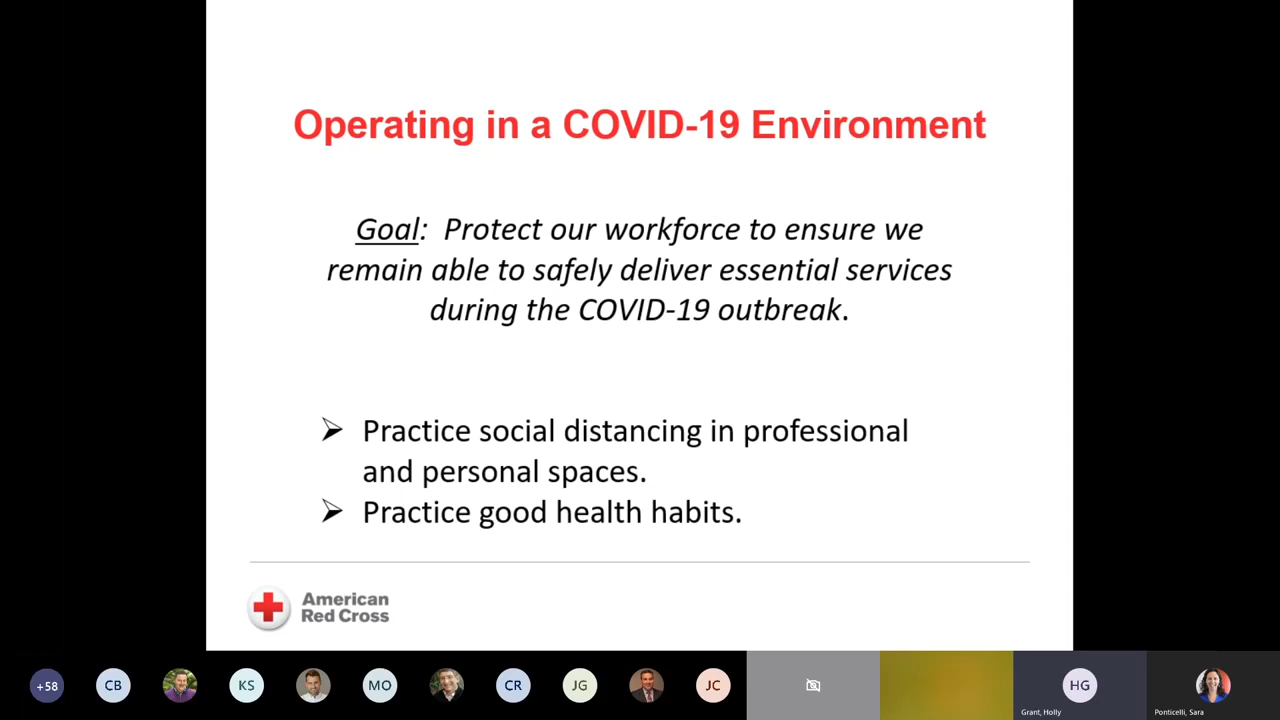 Operating in a COVID-19 Environment
Goal: Protect our workforce to ensure we
remain able to safely deliver essential services
during the COVID-19 outbreak.
➢ Practice social distancing in professional
and personal spaces.
➢ Practice good health habits.
American
Red Cross
+58
CB
KS
MO
CR
JG
JC
HG
Grant, Holly
Ponticelli, Sara